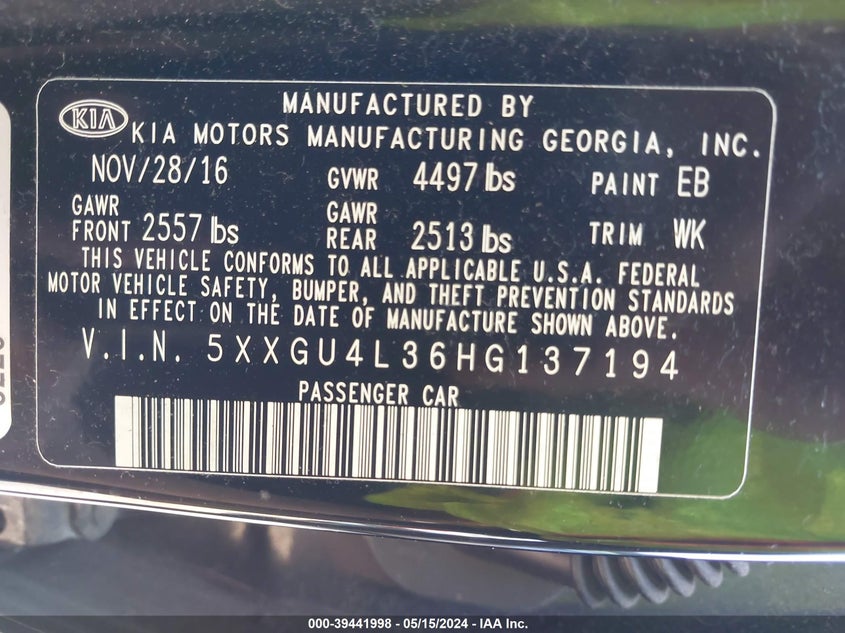 MANUFACTURED BY
KIA KIA MOTORS MANUFACTURING GEORGIA, INC.
NOV/28/16 GVWR 4497 lbs PAINT EB
GAWR FRONT 2557 lbs GAWR REAR 2513 lbs TRIM WK
THIS VEHICLE CONFORMS TO ALL APPLICABLE U.S.A. FEDERAL
MOTOR VEHICLE SAFETY, BUMPER, AND THEFT PREVENTION STANDARDS
IN EFFECT ON THE DATE OF MANUFACTURE SHOWN ABOVE.
V.I.N. 5XXGU4L36HG137194
PASSENGER CAR
000-39441998 - 05/15/2024 - IAA Inc.